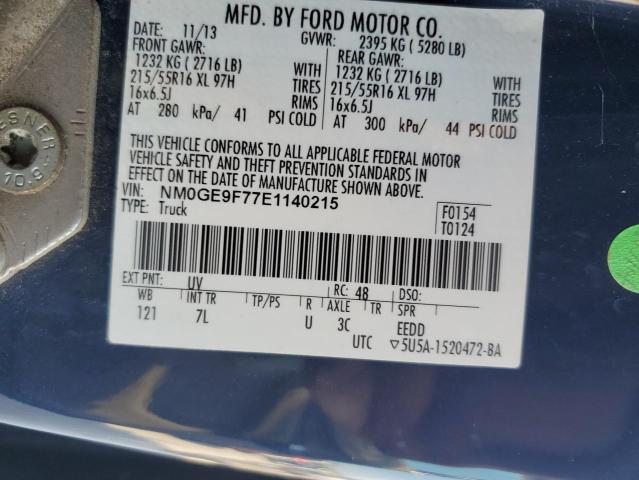 MFD. BY FORD MOTOR CO.
DATE: 11/13 GVWR: 2395 KG ( 5280 LB)
FRONT GAWR: REAR GAWR:
1232 KG ( 2716 LB) WITH 1232 KG ( 2716 LB) WITH
215/55R16 XL 97H TIRES 215/55R16 XL 97H TIRES
16x6.5J RIMS 16x6.5J RIMS
AT 280 kPa/ 41 PSI COLD AT 300 kPa/ 44 PSI COLD
THIS VEHICLE CONFORMS TO ALL APPLICABLE FEDERAL MOTOR
VEHICLE SAFETY AND THEFT PREVENTION STANDARDS IN
EFFECT ON THE DATE OF MANUFACTURE SHOWN ABOVE.
VIN: NM0GE9F77E1140215
TYPE: Truck
F0154
T0124
EXT PNT: UV RC: 48 DSO:
WB INT TR TP/PS R AXLE TR SPR
121 7L U 3C EEDD
UTC ▽5U5A-1520472-BA
ESNER
10.9